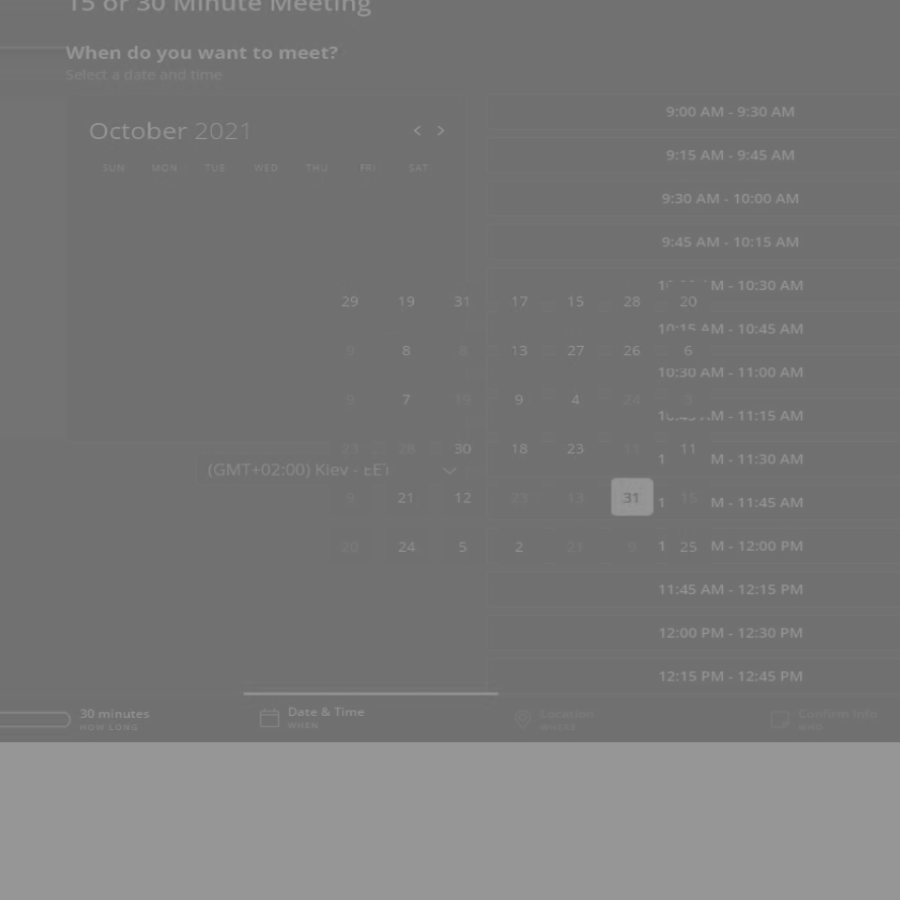 15 or 30 Minute Meeting
When do you want to meet?
Select a date and time
October 2021
SUN MON TUE WED THU FRI SAT
29 19 31 17 15 28 20
9 8 8 13 27 26 6
9 7 19 9 4 24 3
23 28 30 18 23 11 11
9 21 12 23 13 31 15
20 24 5 2 21 9 25
(GMT+02:00) Kiev - EET
9:00 AM - 9:30 AM
9:15 AM - 9:45 AM
9:30 AM - 10:00 AM
9:45 AM - 10:15 AM
M - 10:30 AM
10:15 AM - 10:45 AM
10:30 AM - 11:00 AM
10:45 AM - 11:15 AM
1 M - 11:30 AM
1 M - 11:45 AM
1 M - 12:00 PM
11:45 AM - 12:15 PM
12:00 PM - 12:30 PM
12:15 PM - 12:45 PM
30 minutes
HOW LONG
Date & Time
WHEN
Location
WHERE
Confirm Info
WHO